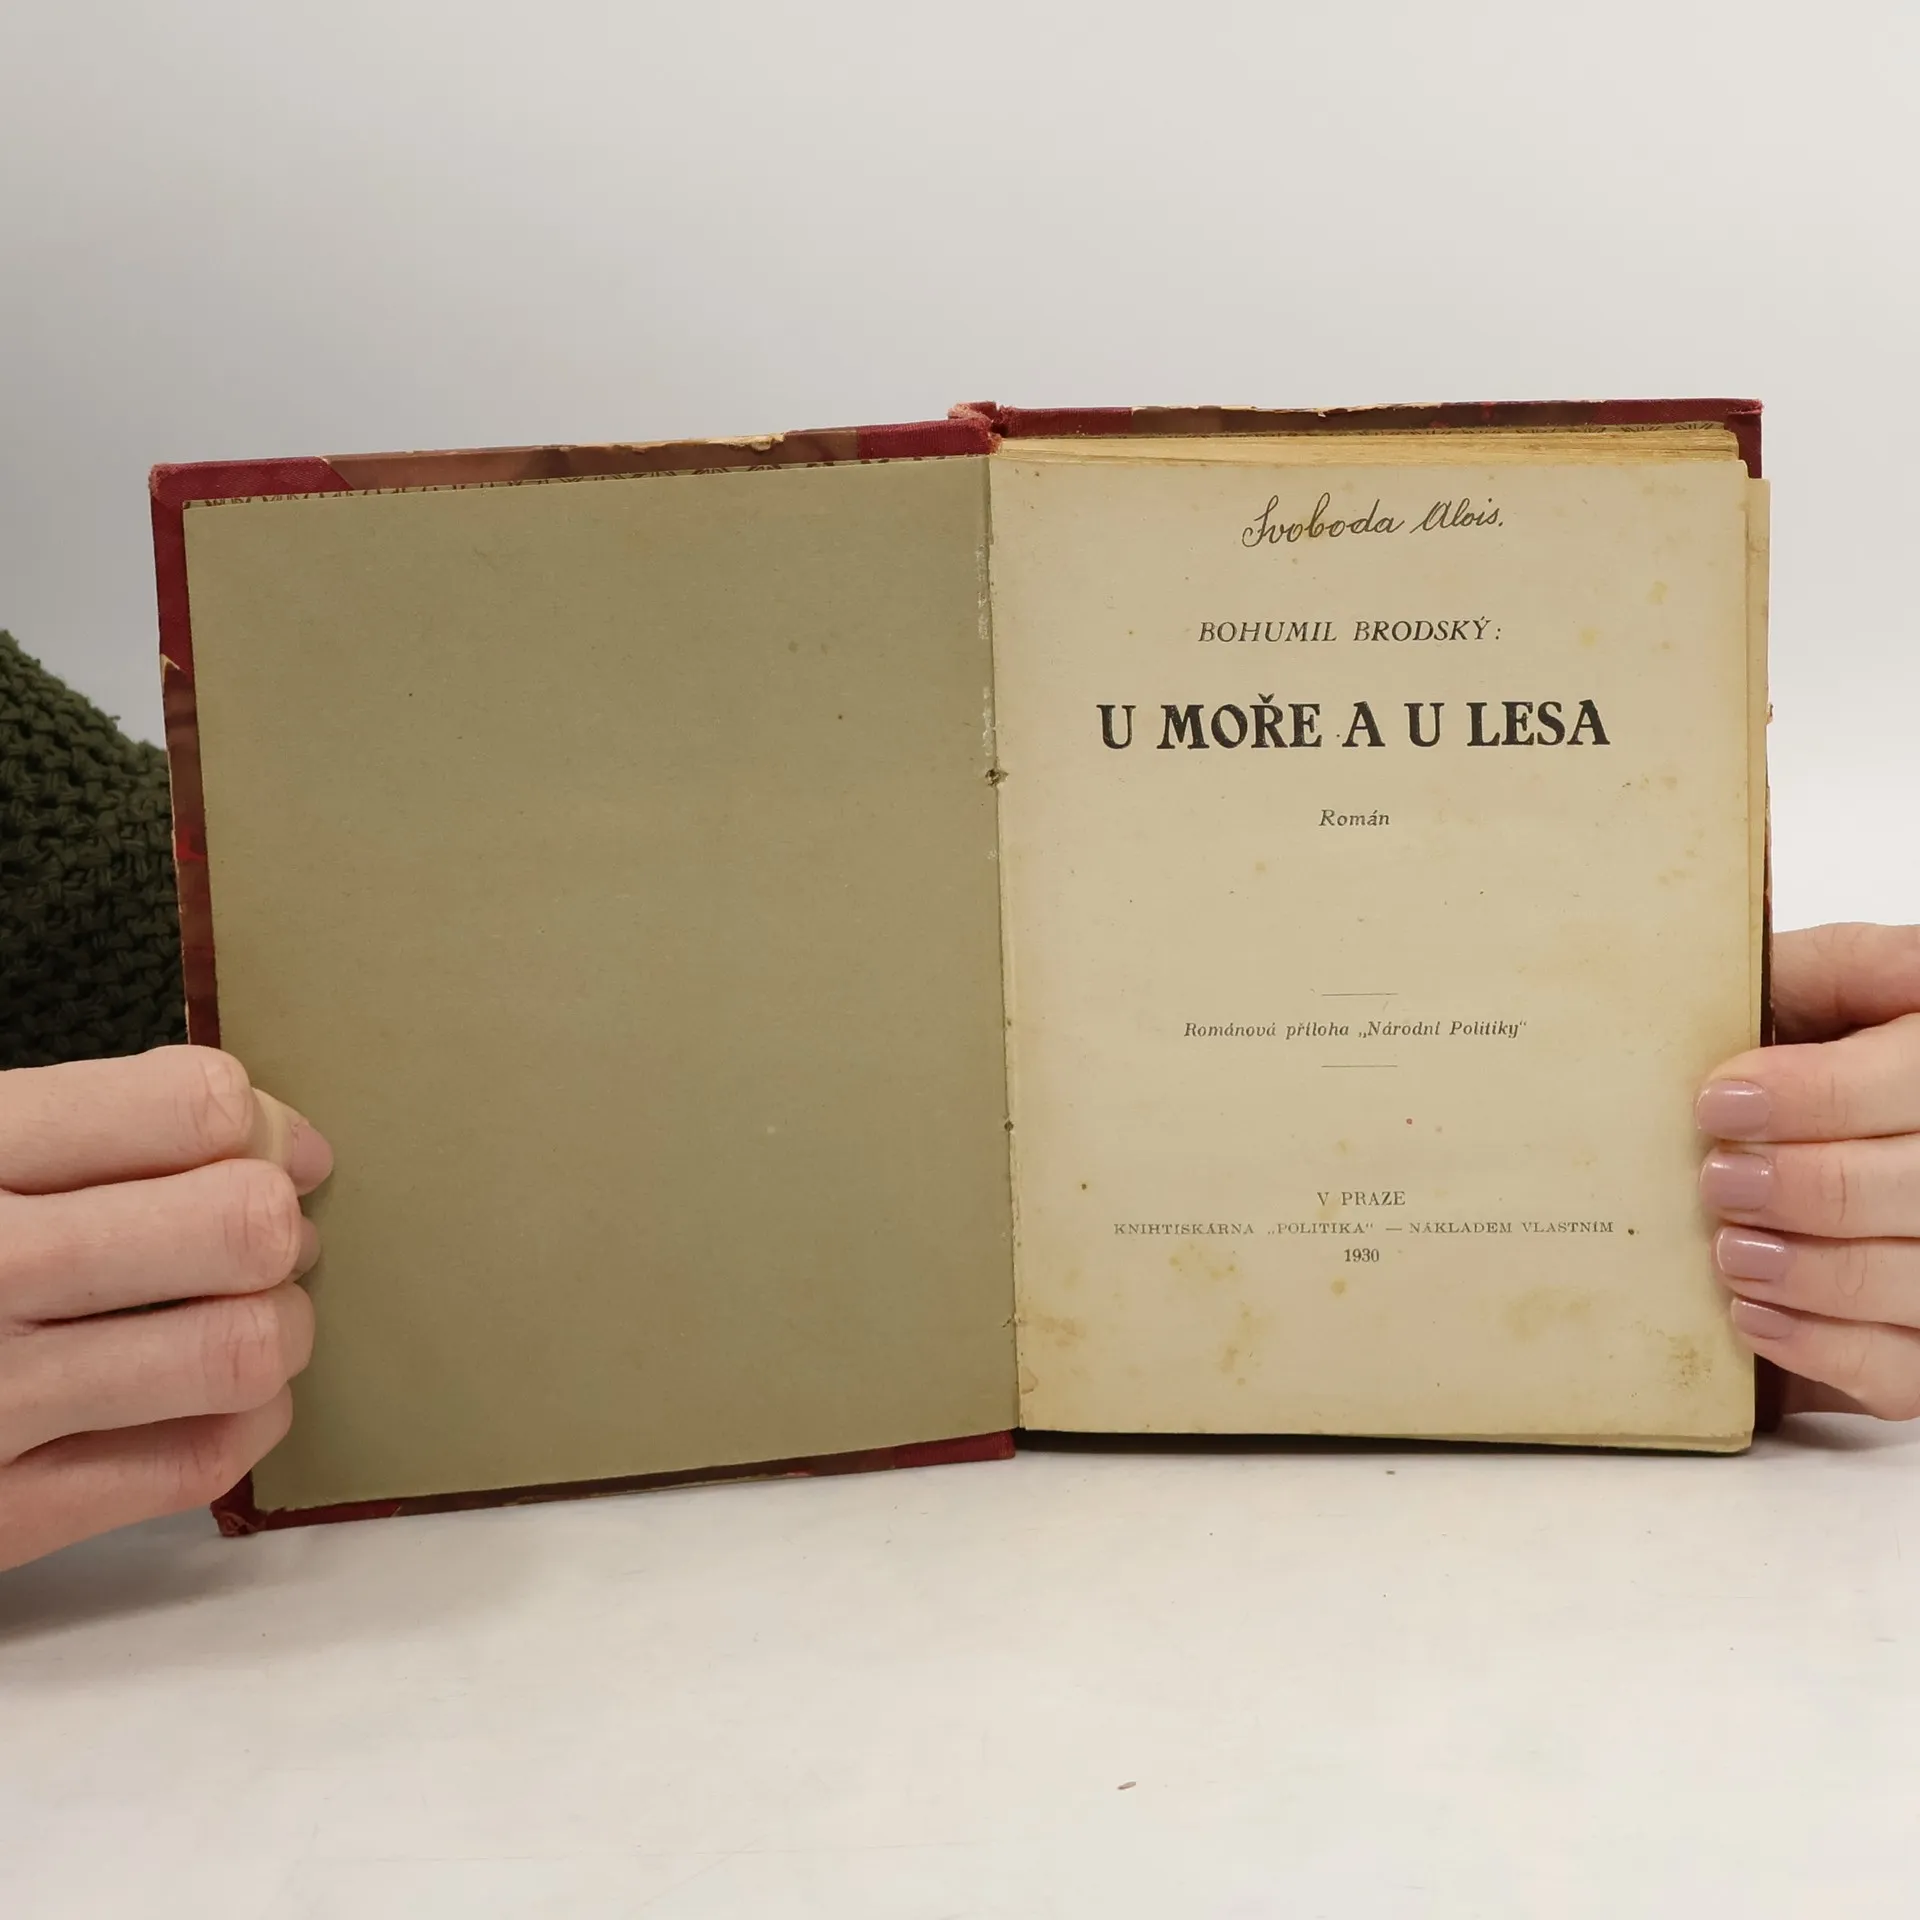 Svoboda Alois.
BOHUMIL BRODSKÝ:
U MOŘE A U LESA
Román
Románová příloha „Národní Politiky“
V PRAZE
KNIHTISKÁRNA „POLITIKA“ — NÁKLADEM VLASTNÍM
1930